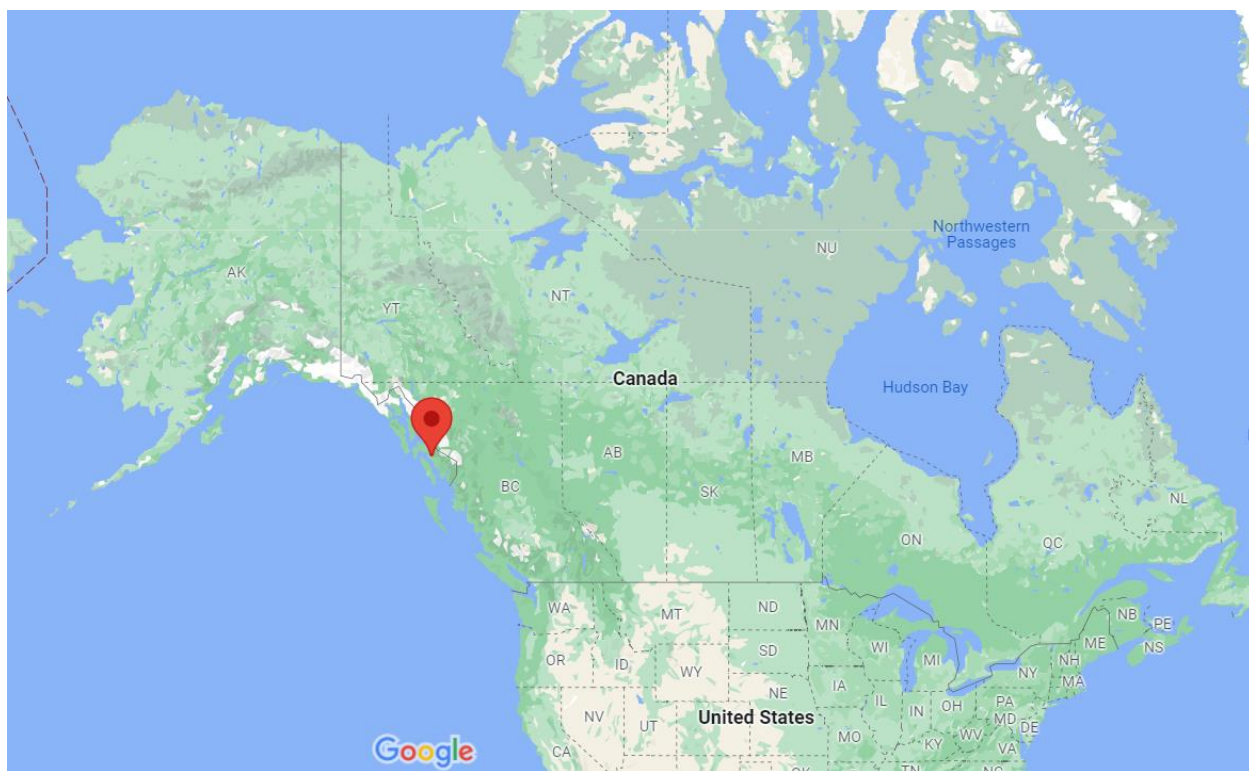 Northwestern
Passages
NU
AK
YT
NT
Canada
Hudson Bay
AB
MB
BC
SK
NL
ON
QC
WA
MT
ND
MN
NB
PE
OR
ID
SD
WI
ME
NS
WY
MI
NH
NY
MA
IA
NE
IL
IN
OH
PA
NV
UT
United States
MD
DE
MO
WV
KY
VA
CA
Google
TN